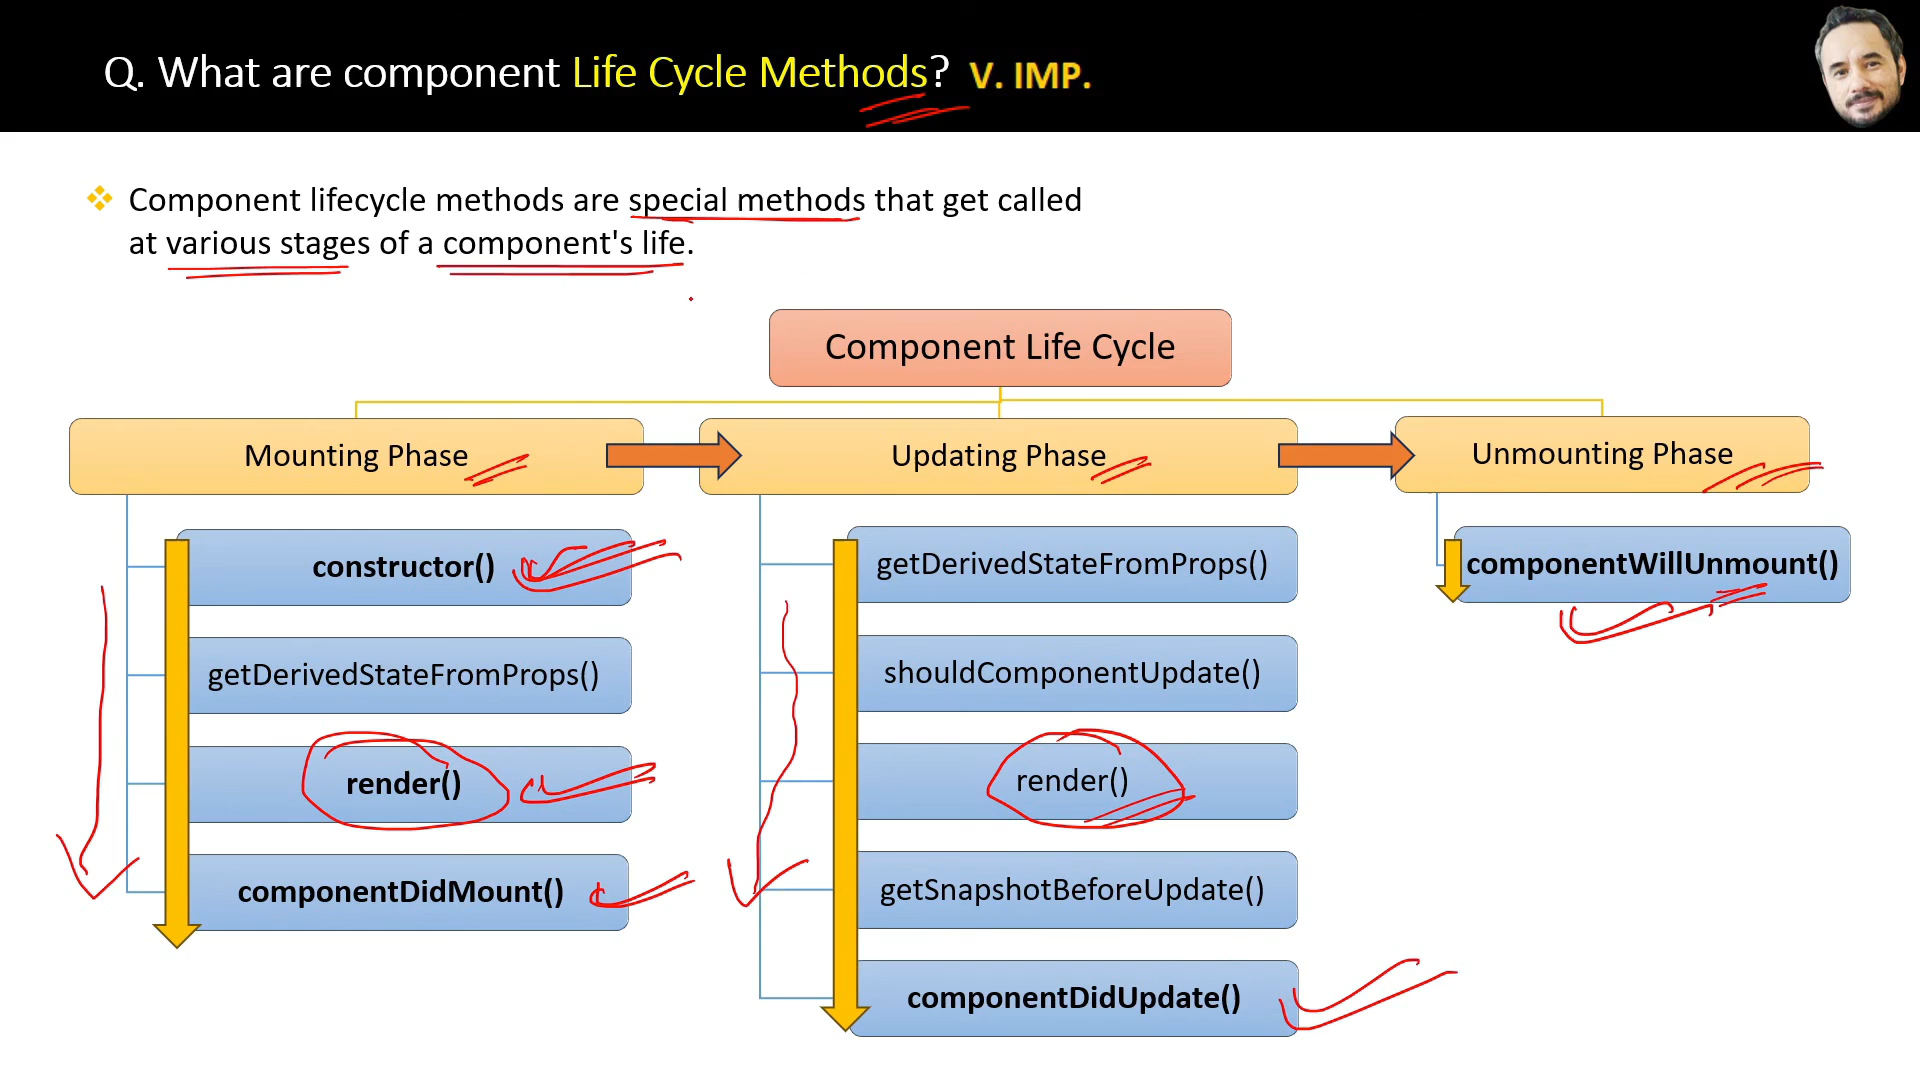 Q. What are component Life Cycle Methods? V. IMP.
Component lifecycle methods are special methods that get called
at various stages of a component's life.
Component Life Cycle
Mounting Phase
Updating Phase
Unmounting Phase
constructor()
getDerivedStateFromProps()
render()
componentDidMount()
getDerivedStateFromProps()
shouldComponentUpdate()
render()
getSnapshotBeforeUpdate()
componentDidUpdate()
componentWillUnmount()